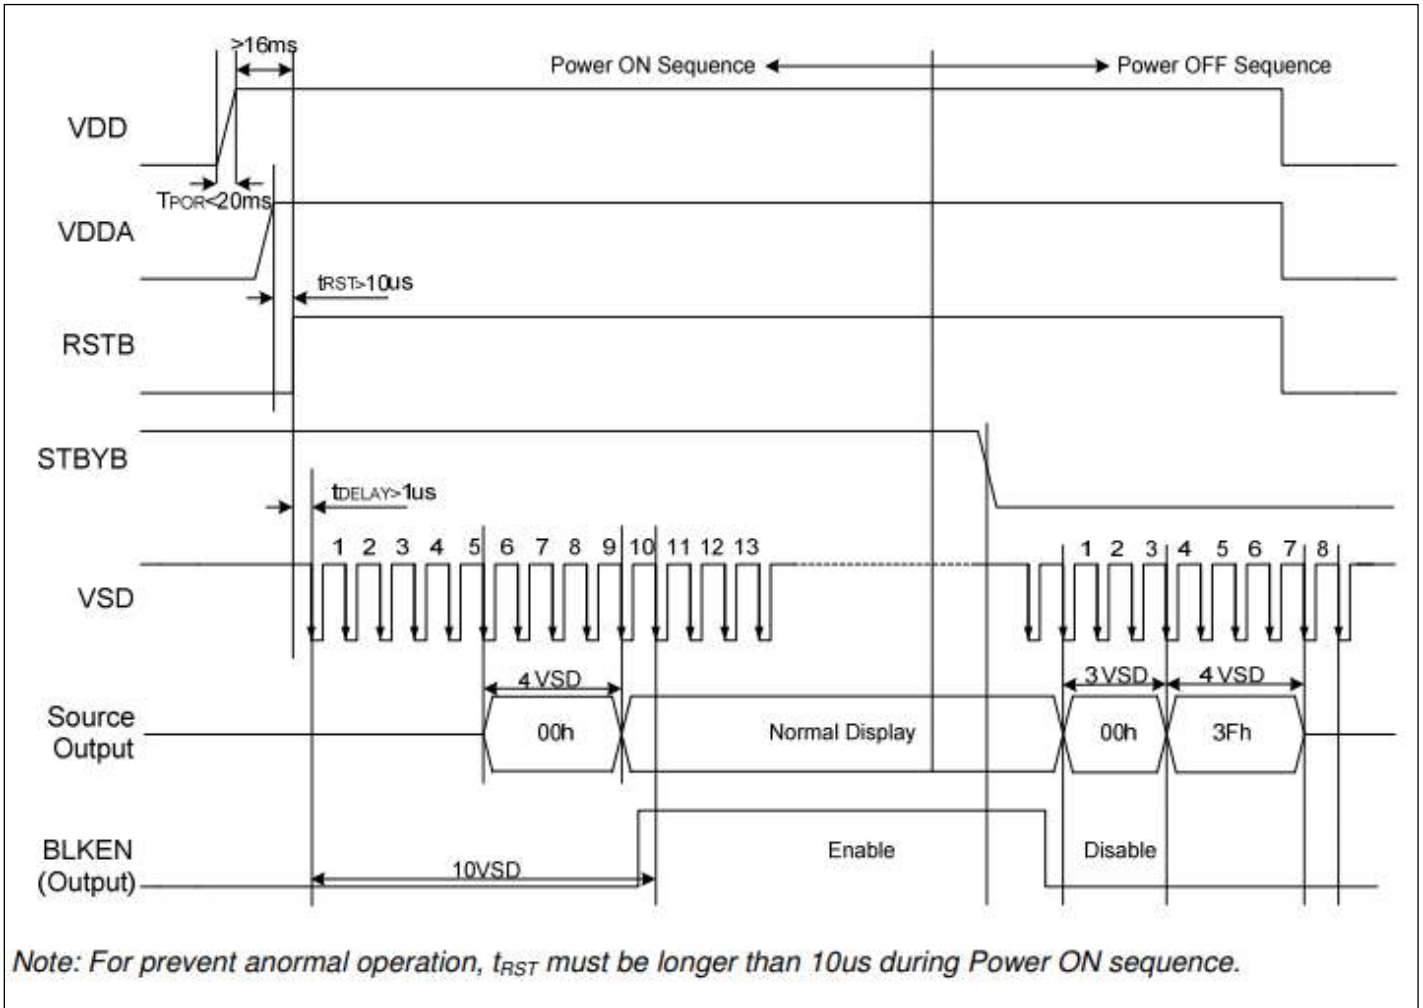 >16ms
Power ON Sequence
Power OFF Sequence
VDD
TPOR<20ms
VDDA
tRST>10us
RSTB
STBYB
tDELAY>1us
1 2 3 4 5 6 7 8 9 10 11 12 13
1 2 3 4 5 6 7 8
VSD
4 VSD
3 VSD
4 VSD
Source
Output
00h
Normal Display
00h
3Fh
BLKEN
(Output)
Enable
Disable
10VSD
Note: For prevent anormal operation, tRST must be longer than 10us during Power ON sequence.